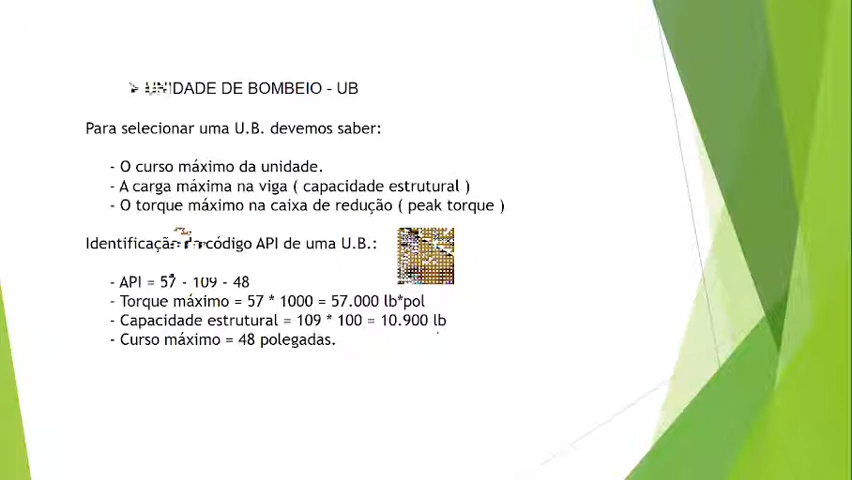 ➤ UNIDADE DE BOMBEIO - UB
Para selecionar uma U.B. devemos saber:
- O curso máximo da unidade.
- A carga máxima na viga ( capacidade estrutural )
- O torque máximo na caixa de redução ( peak torque )
Identificação do código API de uma U.B.:
- API = 57 - 109 - 48
- Torque máximo = 57 * 1000 = 57.000 lb*pol
- Capacidade estrutural = 109 * 100 = 10.900 lb
- Curso máximo = 48 polegadas.